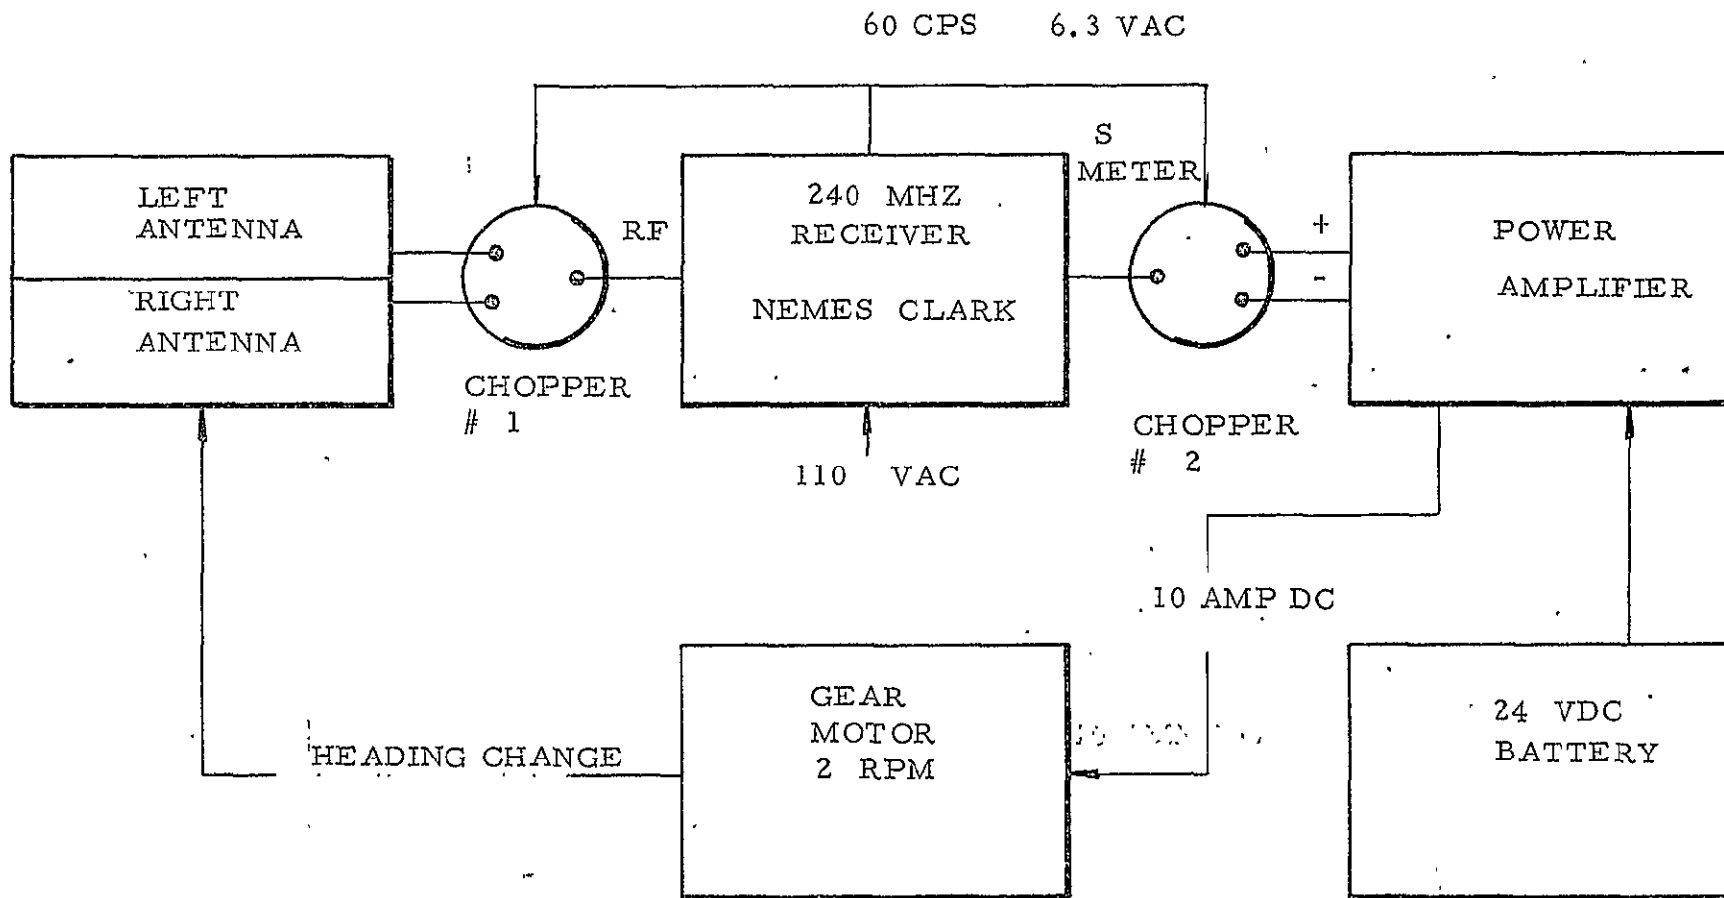 60 CPS 6.3 VAC
LEFT
ANTENNA
RIGHT
ANTENNA
CHOPPER
# 1
RF
240 MHZ
RECEIVER
NEMES CLARK
110 VAC
S
METER
CHOPPER
# 2
+
-
POWER
AMPLIFIER
10 AMP DC
24 VDC
BATTERY
GEAR
MOTOR
2 RPM
HEADING CHANGE